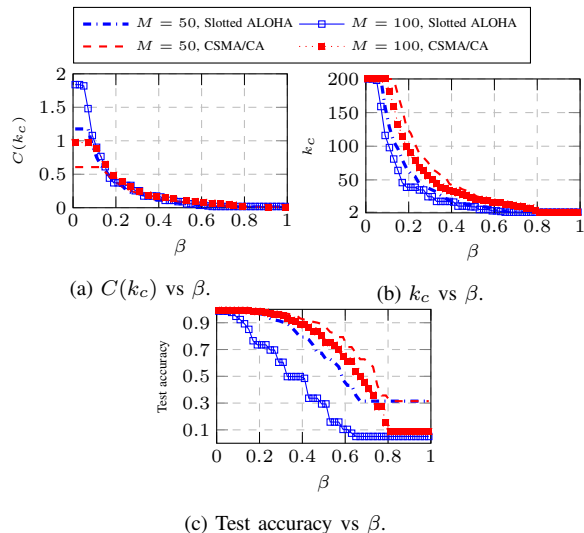 M = 50, Slotted ALOHA M = 100, Slotted ALOHA
M = 50, CSMA/CA M = 100, CSMA/CA
2
1.5
1
0.5
0
0 0.2 0.4 0.6 0.8 1
C(k_c)
β
(a) C(k_c) vs β.
200
150
100
50
2
0 0.2 0.4 0.6 0.8 1
k_c
β
(b) k_c vs β.
0.9
0.7
0.5
0.3
0.1
0 0.2 0.4 0.6 0.8 1
Test accuracy
β
(c) Test accuracy vs β.